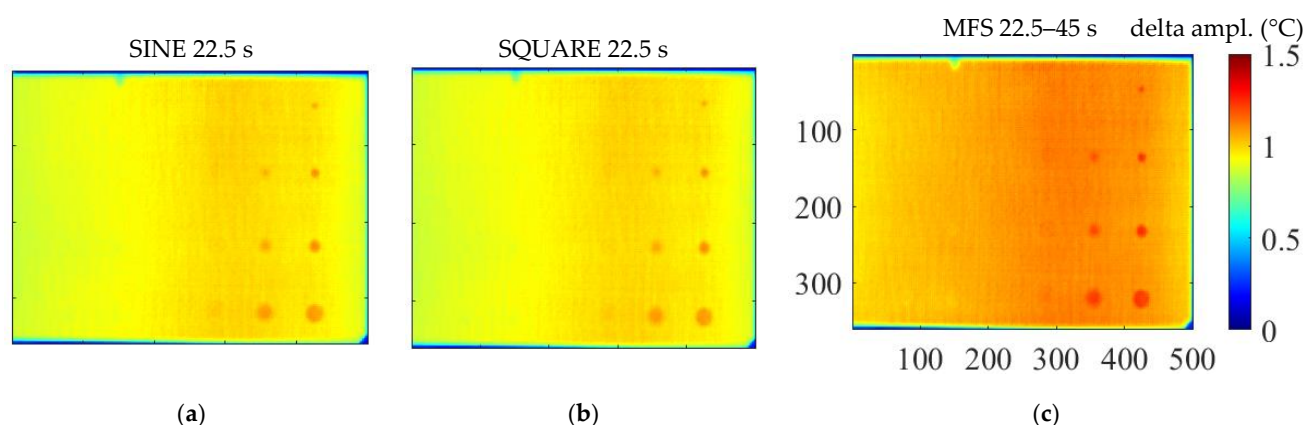 SINE 22.5 s
SQUARE 22.5 s
MFS 22.5–45 s
delta ampl. (°C)
1.5
1
0.5
0
100
200
300
100 200 300 400 500
(a)
(b)
(c)